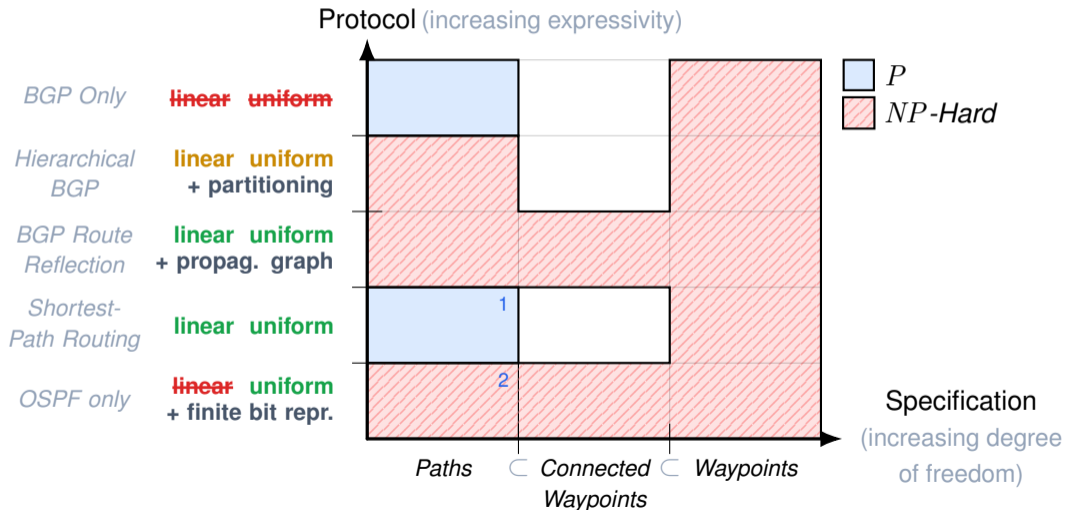 Protocol (increasing expressivity)
BGP Only
linear uniform
P
NP-Hard
Hierarchical
BGP
linear uniform
+ partitioning
BGP Route
Reflection
linear uniform
+ propag. graph
Shortest-
Path Routing
linear uniform
1
OSPF only
linear uniform
+ finite bit repr.
2
Specification
(increasing degree
of freedom)
Paths ⊂ Connected ⊂ Waypoints
Waypoints